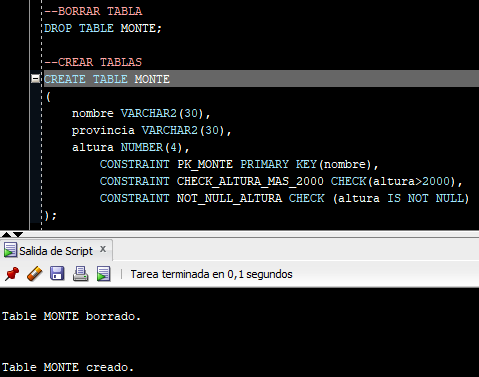 --BORRAR TABLA
DROP TABLE MONTE;
--CREAR TABLAS
CREATE TABLE MONTE
(
nombre VARCHAR2(30),
provincia VARCHAR2(30),
altura NUMBER(4),
CONSTRAINT PK_MONTE PRIMARY KEY(nombre),
CONSTRAINT CHECK_ALTURA_MAS_2000 CHECK(altura>2000),
CONSTRAINT NOT_NULL_ALTURA CHECK (altura IS NOT NULL)
);
Salida de Script x
Tarea terminada en 0,1 segundos
Table MONTE borrado.
Table MONTE creado.